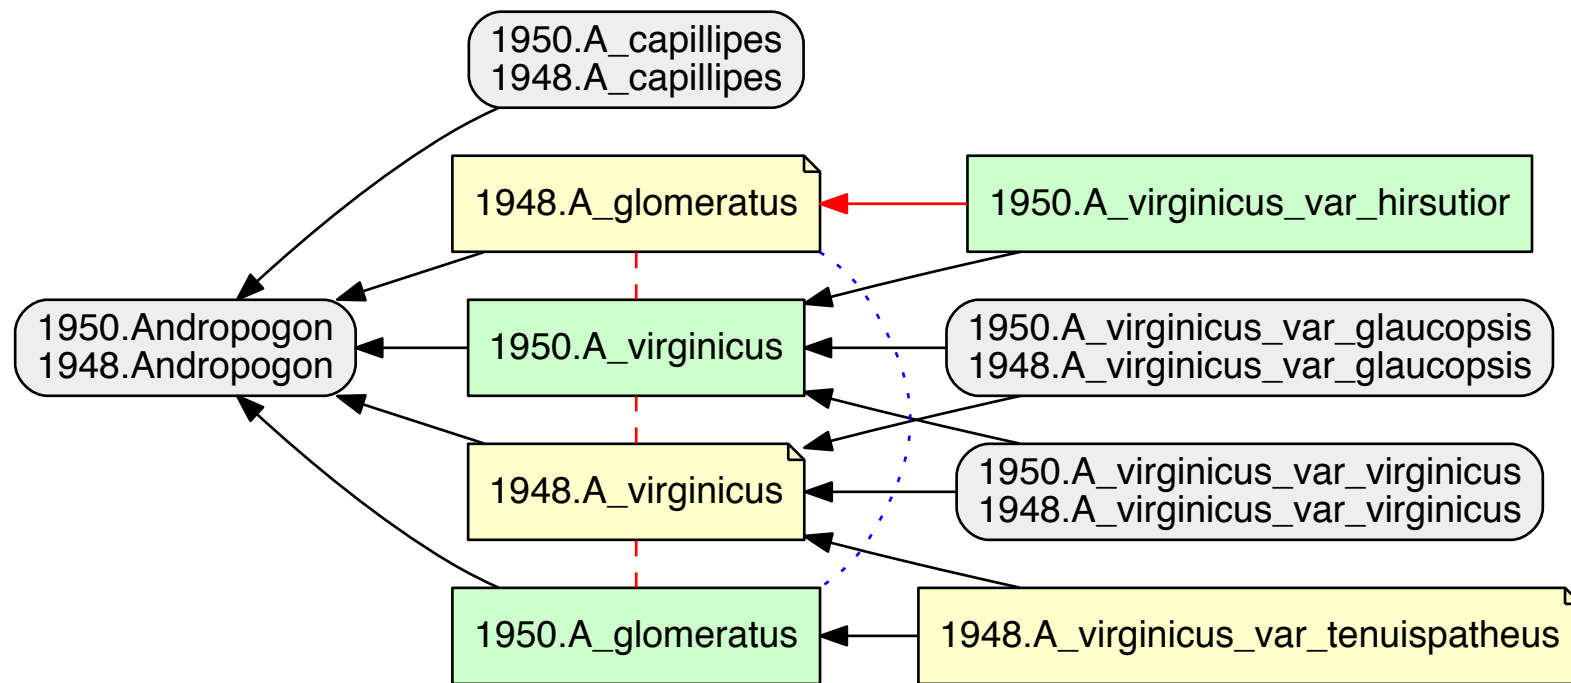 1950.A_capillipes
1948.A_capillipes
1948.A_glomeratus
1950.A_virginicus_var_hirsutior
1950.Andropogon
1948.Andropogon
1950.A_virginicus
1950.A_virginicus_var_glaucopsis
1948.A_virginicus_var_glaucopsis
1948.A_virginicus
1950.A_virginicus_var_virginicus
1948.A_virginicus_var_virginicus
1950.A_glomeratus
1948.A_virginicus_var_tenuispatheus